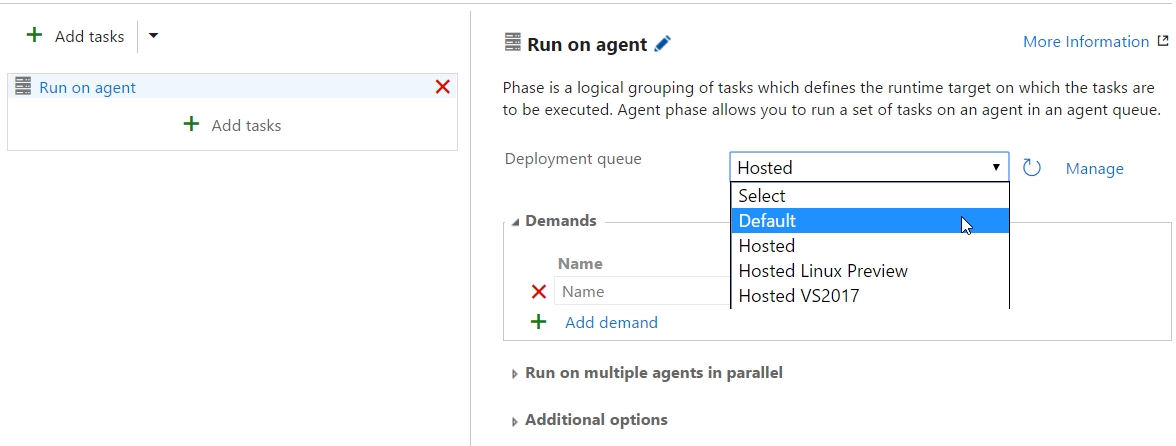 Add tasks
Run on agent
Add tasks
Run on agent
More Information
Phase is a logical grouping of tasks which defines the runtime target on which the tasks are
to be executed. Agent phase allows you to run a set of tasks on an agent in an agent queue.
Deployment queue
Hosted
Manage
Select
Default
Hosted
Hosted Linux Preview
Hosted VS2017
Demands
Name
Name
Add demand
Run on multiple agents in parallel
Additional options